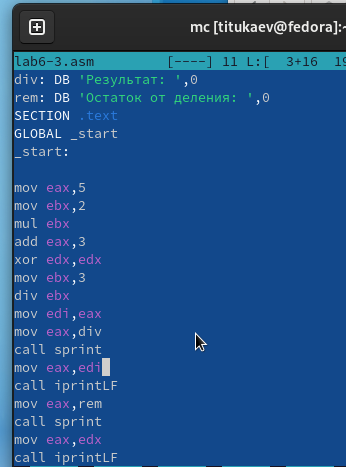 mc [titukaev@fedora]:
lab6-3.asm [----] 11 L:[ 3+16 19
div: DB 'Результат: ',0
rem: DB 'Остаток от деления: ',0
SECTION .text
GLOBAL _start
_start:
mov eax,5
mov ebx,2
mul ebx
add eax,3
xor edx,edx
mov ebx,3
div ebx
mov edi,eax
mov eax,div
call sprint
mov eax,edi
call iprintLF
mov eax,rem
call sprint
mov eax,edx
call iprintLF